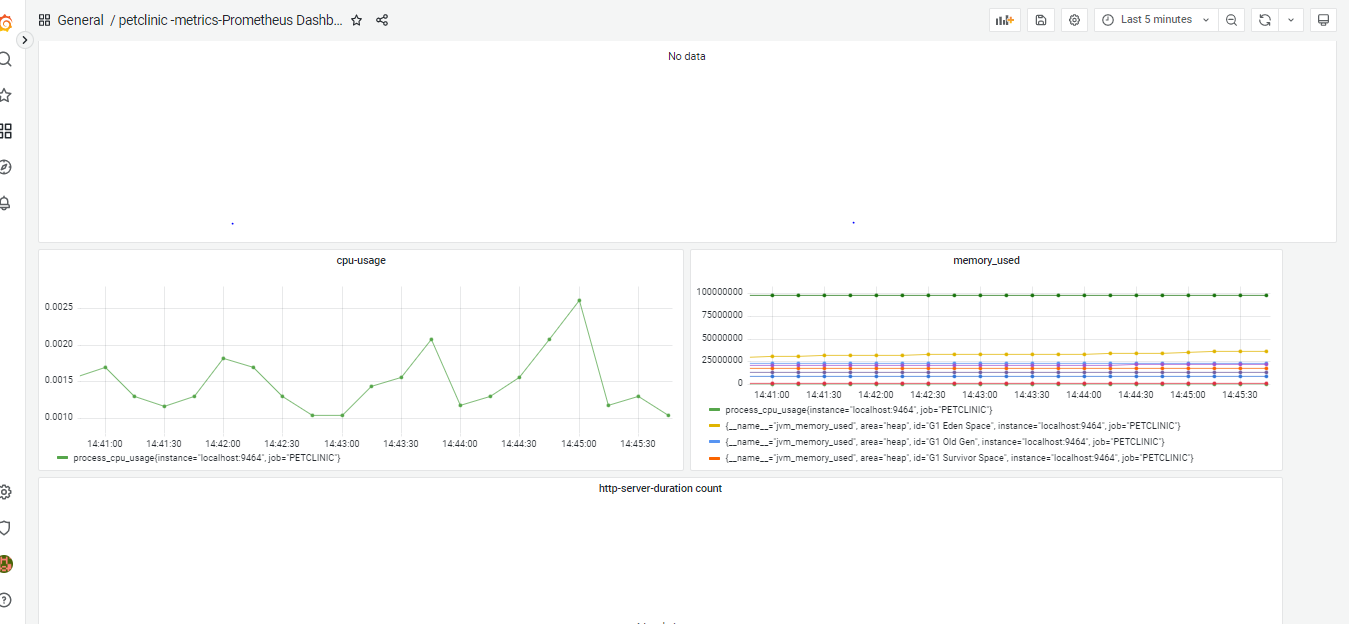 General / petclinic -metrics-Prometheus Dashb...
Last 5 minutes
No data
cpu-usage
0.0025
0.0020
0.0015
0.0010
14:41:00 14:41:30 14:42:00 14:42:30 14:43:00 14:43:30 14:44:00 14:44:30 14:45:00 14:45:30
process_cpu_usage{instance="localhost:9464", job="PETCLINIC"}
memory_used
100000000
75000000
50000000
25000000
0
14:41:00 14:41:30 14:42:00 14:42:30 14:43:00 14:43:30 14:44:00 14:44:30 14:45:00 14:45:30
process_cpu_usage{instance="localhost:9464", job="PETCLINIC"}
{__name__="jvm_memory_used", area="heap", id="G1 Eden Space", instance="localhost:9464", job="PETCLINIC"}
{__name__="jvm_memory_used", area="heap", id="G1 Old Gen", instance="localhost:9464", job="PETCLINIC"}
{__name__="jvm_memory_used", area="heap", id="G1 Survivor Space", instance="localhost:9464", job="PETCLINIC"}
http-server-duration count